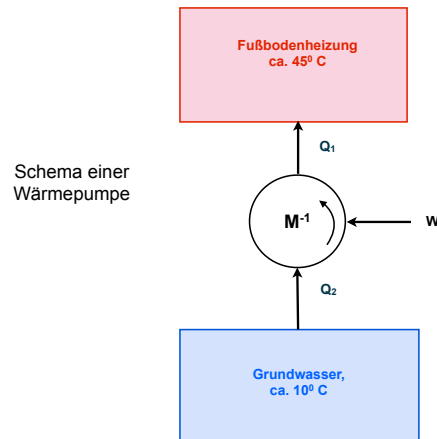 Fußbodenheizung
ca. 45⁰ C
Q₁
Schema einer
Wärmepumpe
M⁻¹
W
Q₂
Grundwasser,
ca. 10⁰ C